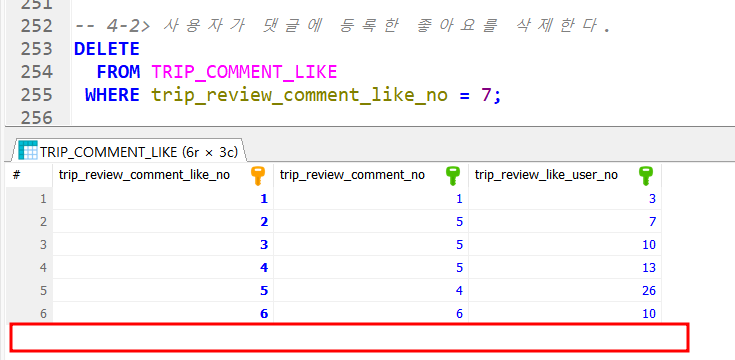 251
252 -- 4-2> 사용자가 댓글에 등록한 좋아요를 삭제한다.
253 DELETE
254 FROM TRIP_COMMENT_LIKE
255 WHERE trip_review_comment_like_no = 7;
256
TRIP_COMMENT_LIKE (6r × 3c)
# trip_review_comment_like_no trip_review_comment_no trip_review_like_user_no
1 1 1 3
2 2 5 7
3 3 5 10
4 4 5 13
5 5 4 26
6 6 6 10